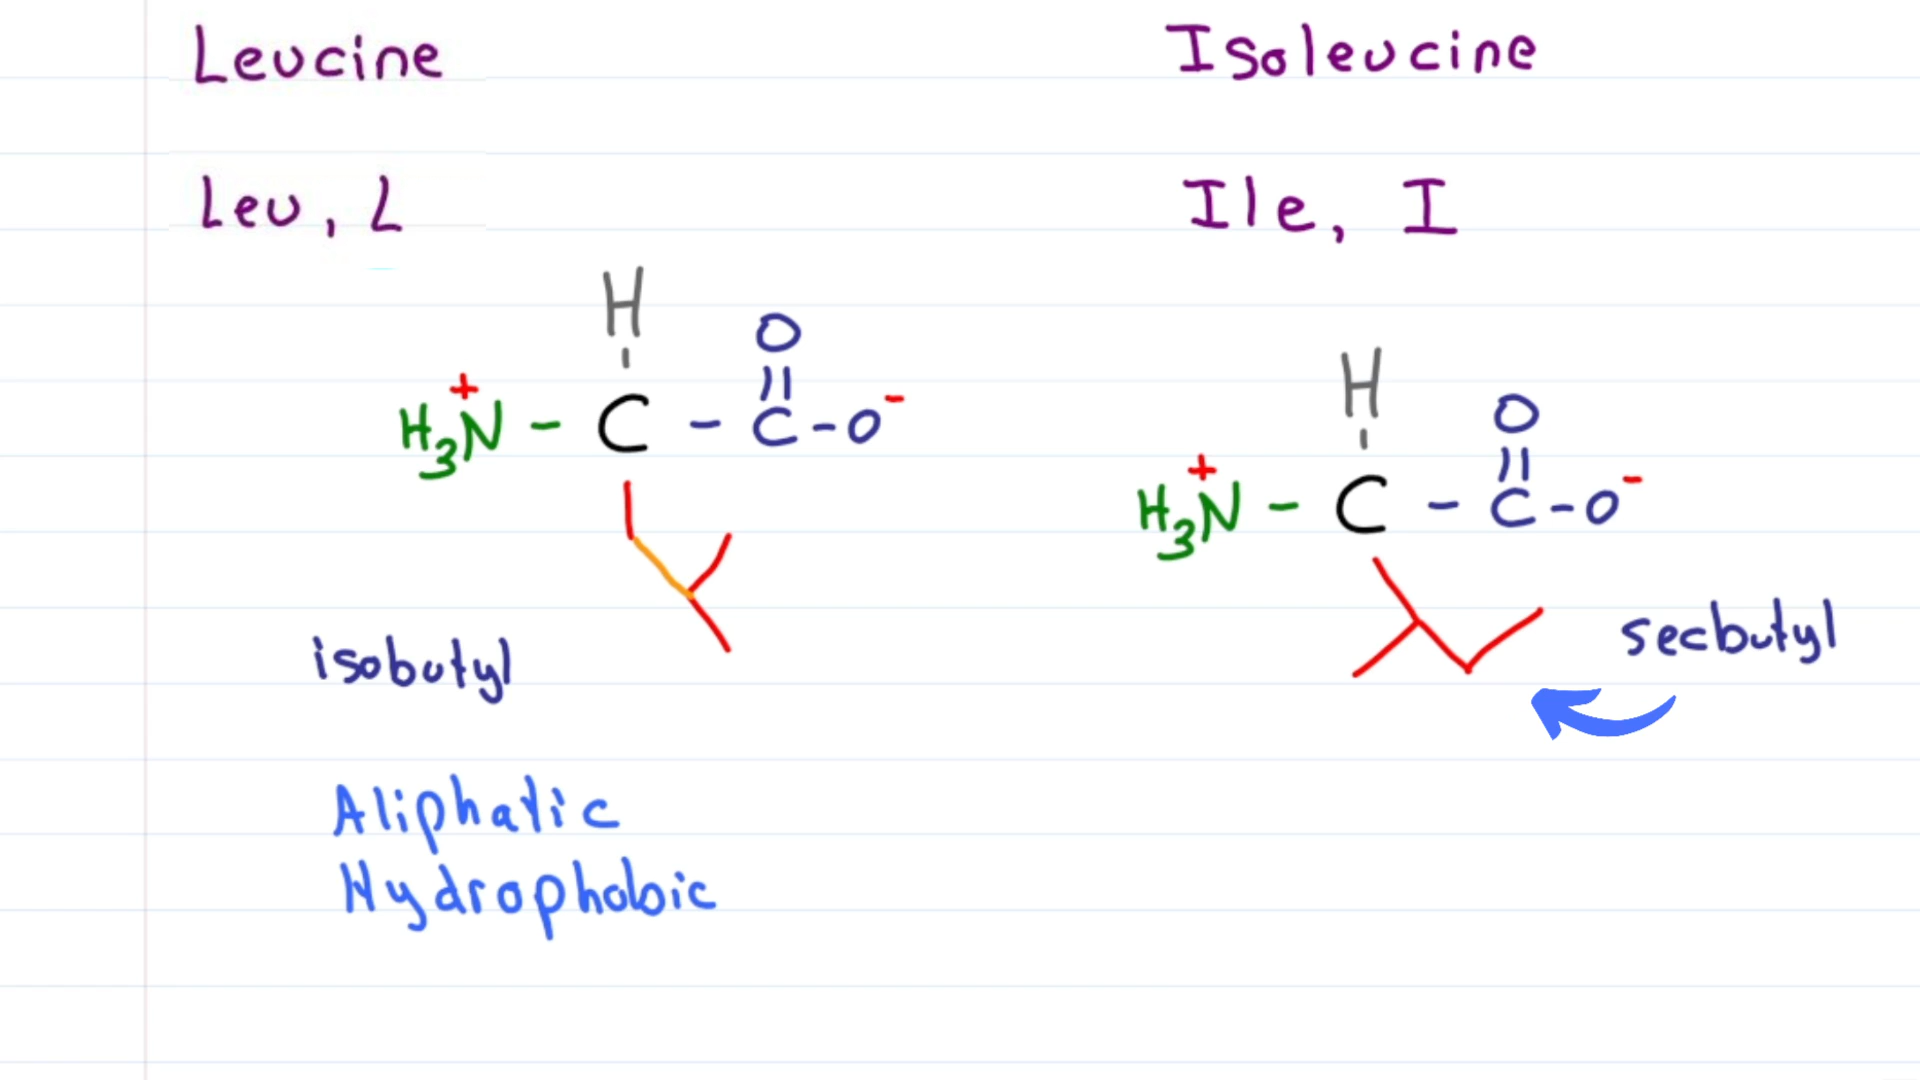 Leucine
Leu, L
H
O
H3N+ - C - C - O-
isobutyl
Aliphatic
Hydrophobic
Isoleucine
Ile, I
H
O
H3N+ - C - C - O-
secbutyl